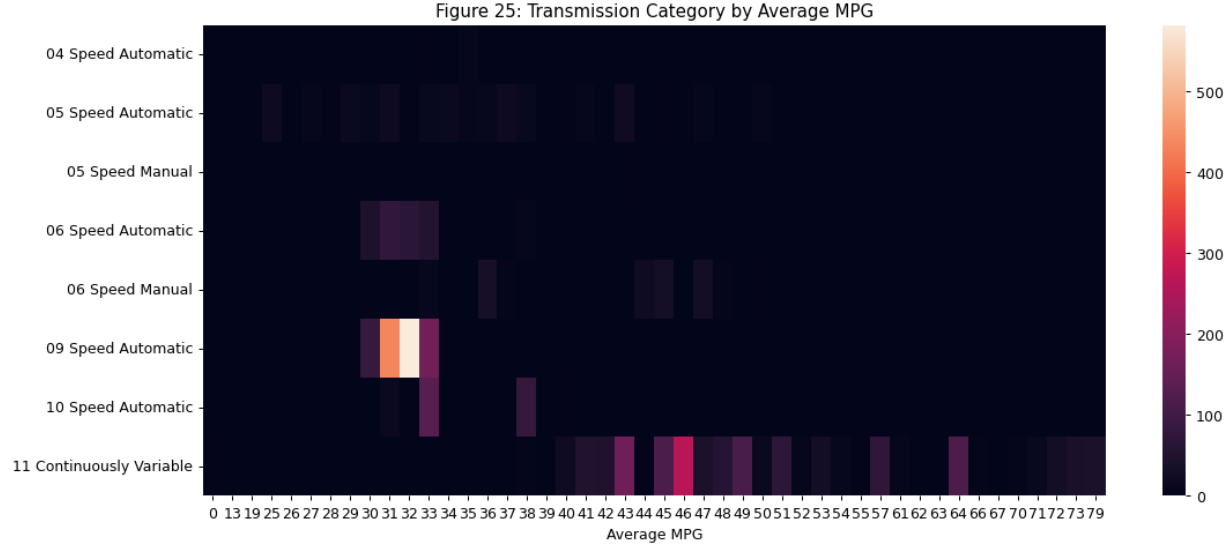 Figure 25: Transmission Category by Average MPG
04 Speed Automatic
05 Speed Automatic
05 Speed Manual
06 Speed Automatic
06 Speed Manual
09 Speed Automatic
10 Speed Automatic
11 Continuously Variable
0 13 19 25 26 27 28 29 30 31 32 33 34 35 36 37 38 39 40 41 42 43 44 45 46 47 48 49 50 51 52 53 54 55 57 61 62 63 64 66 67 70 71 72 73 79
Average MPG
500
400
300
200
100
0